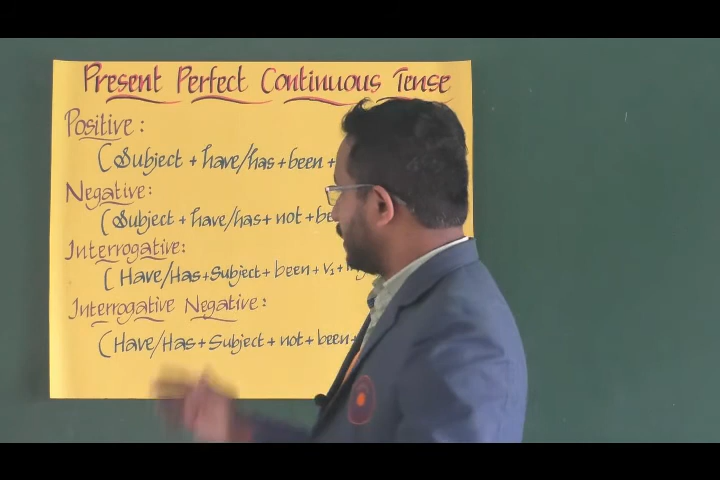 Present Perfect Continuous Tense
Positive :
( Subject + have/has + been +
Negative :
( Subject + have/has + not + be
Interrogative :
( Have/Has + Subject + been + V₁ + ing
Interrogative Negative :
( Have/Has + Subject + not + been +